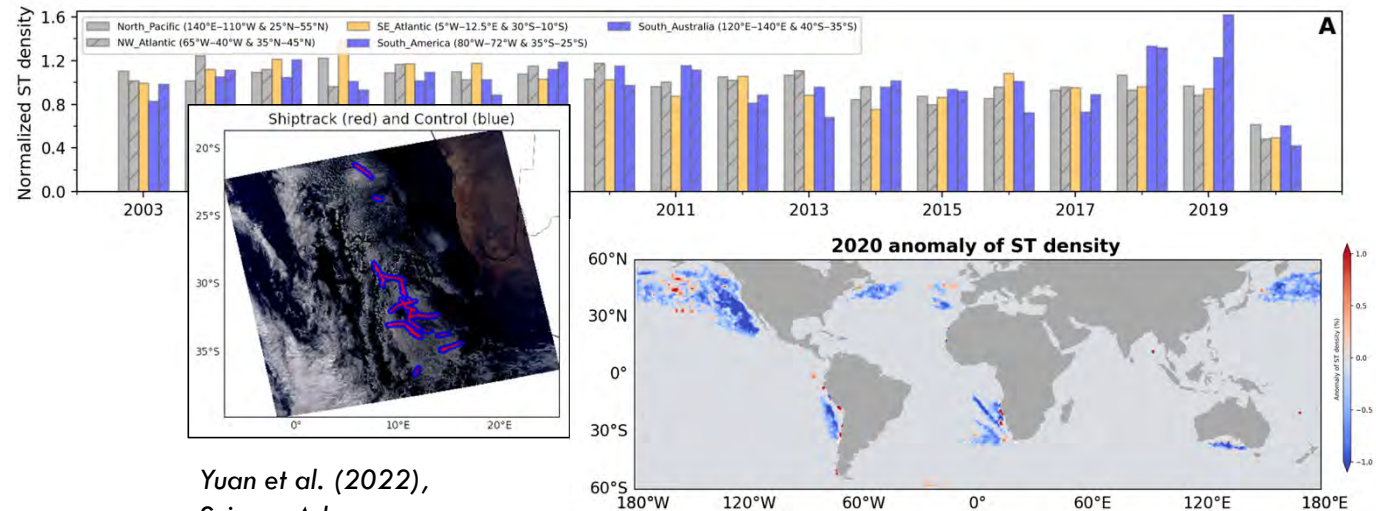 A
1.6
1.2
0.8
0.4
0.0
Normalized ST density
North_Pacific (140°E–110°W & 25°N–55°N)
NW_Atlantic (65°W–40°W & 35°N–45°N)
SE_Atlantic (5°W–12.5°E & 30°S–10°S)
South_America (80°W–72°W & 35°S–25°S)
South_Australia (120°E–140°E & 40°S–35°S)
2003
2011
2013
2015
2017
2019
Shiptrack (red) and Control (blue)
20°S
25°S
30°S
35°S
0°
10°E
20°E
2020 anomaly of ST density
60°N
30°N
0°
30°S
60°S
180°W
120°W
60°W
0°
60°E
120°E
180°E
1.0
0.5
0.0
−0.5
−1.0
Anomaly of ST density (%)
Yuan et al. (2022),